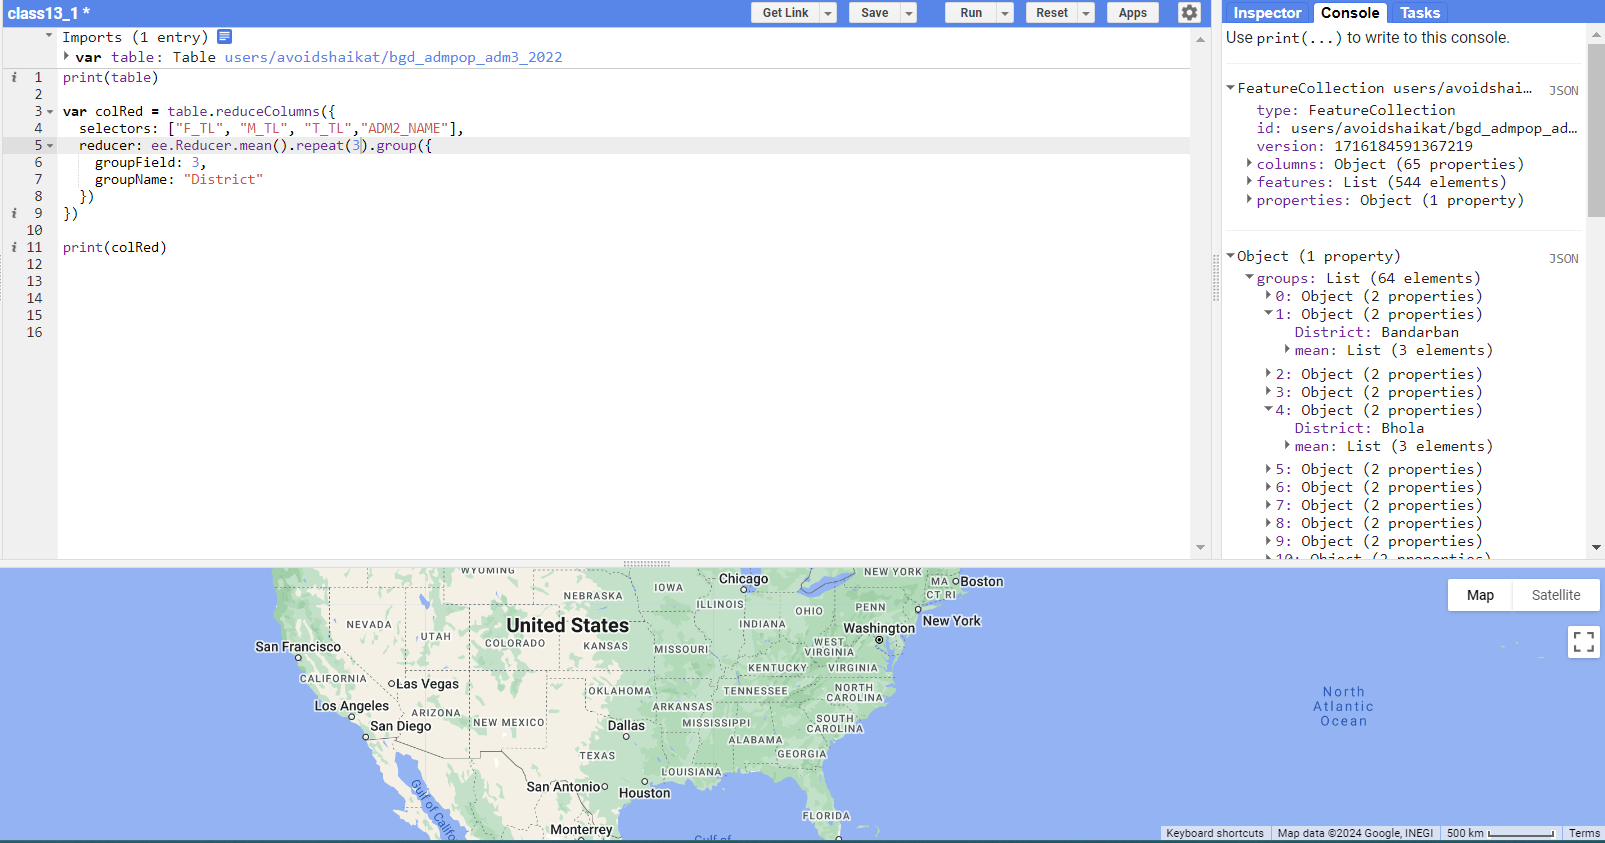 class13_1 *
Get Link
Save
Run
Reset
Apps
Imports (1 entry)
var table: Table users/avoidshaikat/bgd_admpop_adm3_2022
i 1 print(table)
2
3 var colRed = table.reduceColumns({
4 selectors: ["F_TL", "M_TL", "T_TL","ADM2_NAME"],
5 reducer: ee.Reducer.mean().repeat(3).group({
6 groupField: 3,
7 groupName: "District"
8 })
i 9 })
10
i 11 print(colRed)
12
13
14
15
16
Inspector Console Tasks
Use print(...) to write to this console.
FeatureCollection users/avoidshai... JSON
type: FeatureCollection
id: users/avoidshaikat/bgd_admpop_ad...
version: 1716184591367219
columns: Object (65 properties)
features: List (544 elements)
properties: Object (1 property)
Object (1 property) JSON
groups: List (64 elements)
0: Object (2 properties)
1: Object (2 properties)
District: Bandarban
mean: List (3 elements)
2: Object (2 properties)
3: Object (2 properties)
4: Object (2 properties)
District: Bhola
mean: List (3 elements)
5: Object (2 properties)
6: Object (2 properties)
7: Object (2 properties)
8: Object (2 properties)
9: Object (2 properties)
10: Object (2 properties)
WYOMING
NEBRASKA
IOWA
Chicago
NEW YORK
MA
Boston
CT RI
ILLINOIS
OHIO
PENN
New York
NEVADA
UTAH
United States
INDIANA
Washington
San Francisco
COLORADO
KANSAS
MISSOURI
WEST
VIRGINIA
KENTUCKY
VIRGINIA
CALIFORNIA
Las Vegas
OKLAHOMA
TENNESSEE
NORTH
CAROLINA
Los Angeles
ARIZONA
NEW MEXICO
ARKANSAS
MISSISSIPPI
SOUTH
CAROLINA
San Diego
Dallas
ALABAMA
GEORGIA
TEXAS
LOUISIANA
San Antonio
Houston
FLORIDA
Monterrey
Gulf of Califo
Gulf of
North
Atlantic
Ocean
Map
Satellite
Keyboard shortcuts
Map data ©2024 Google, INEGI
500 km
Terms